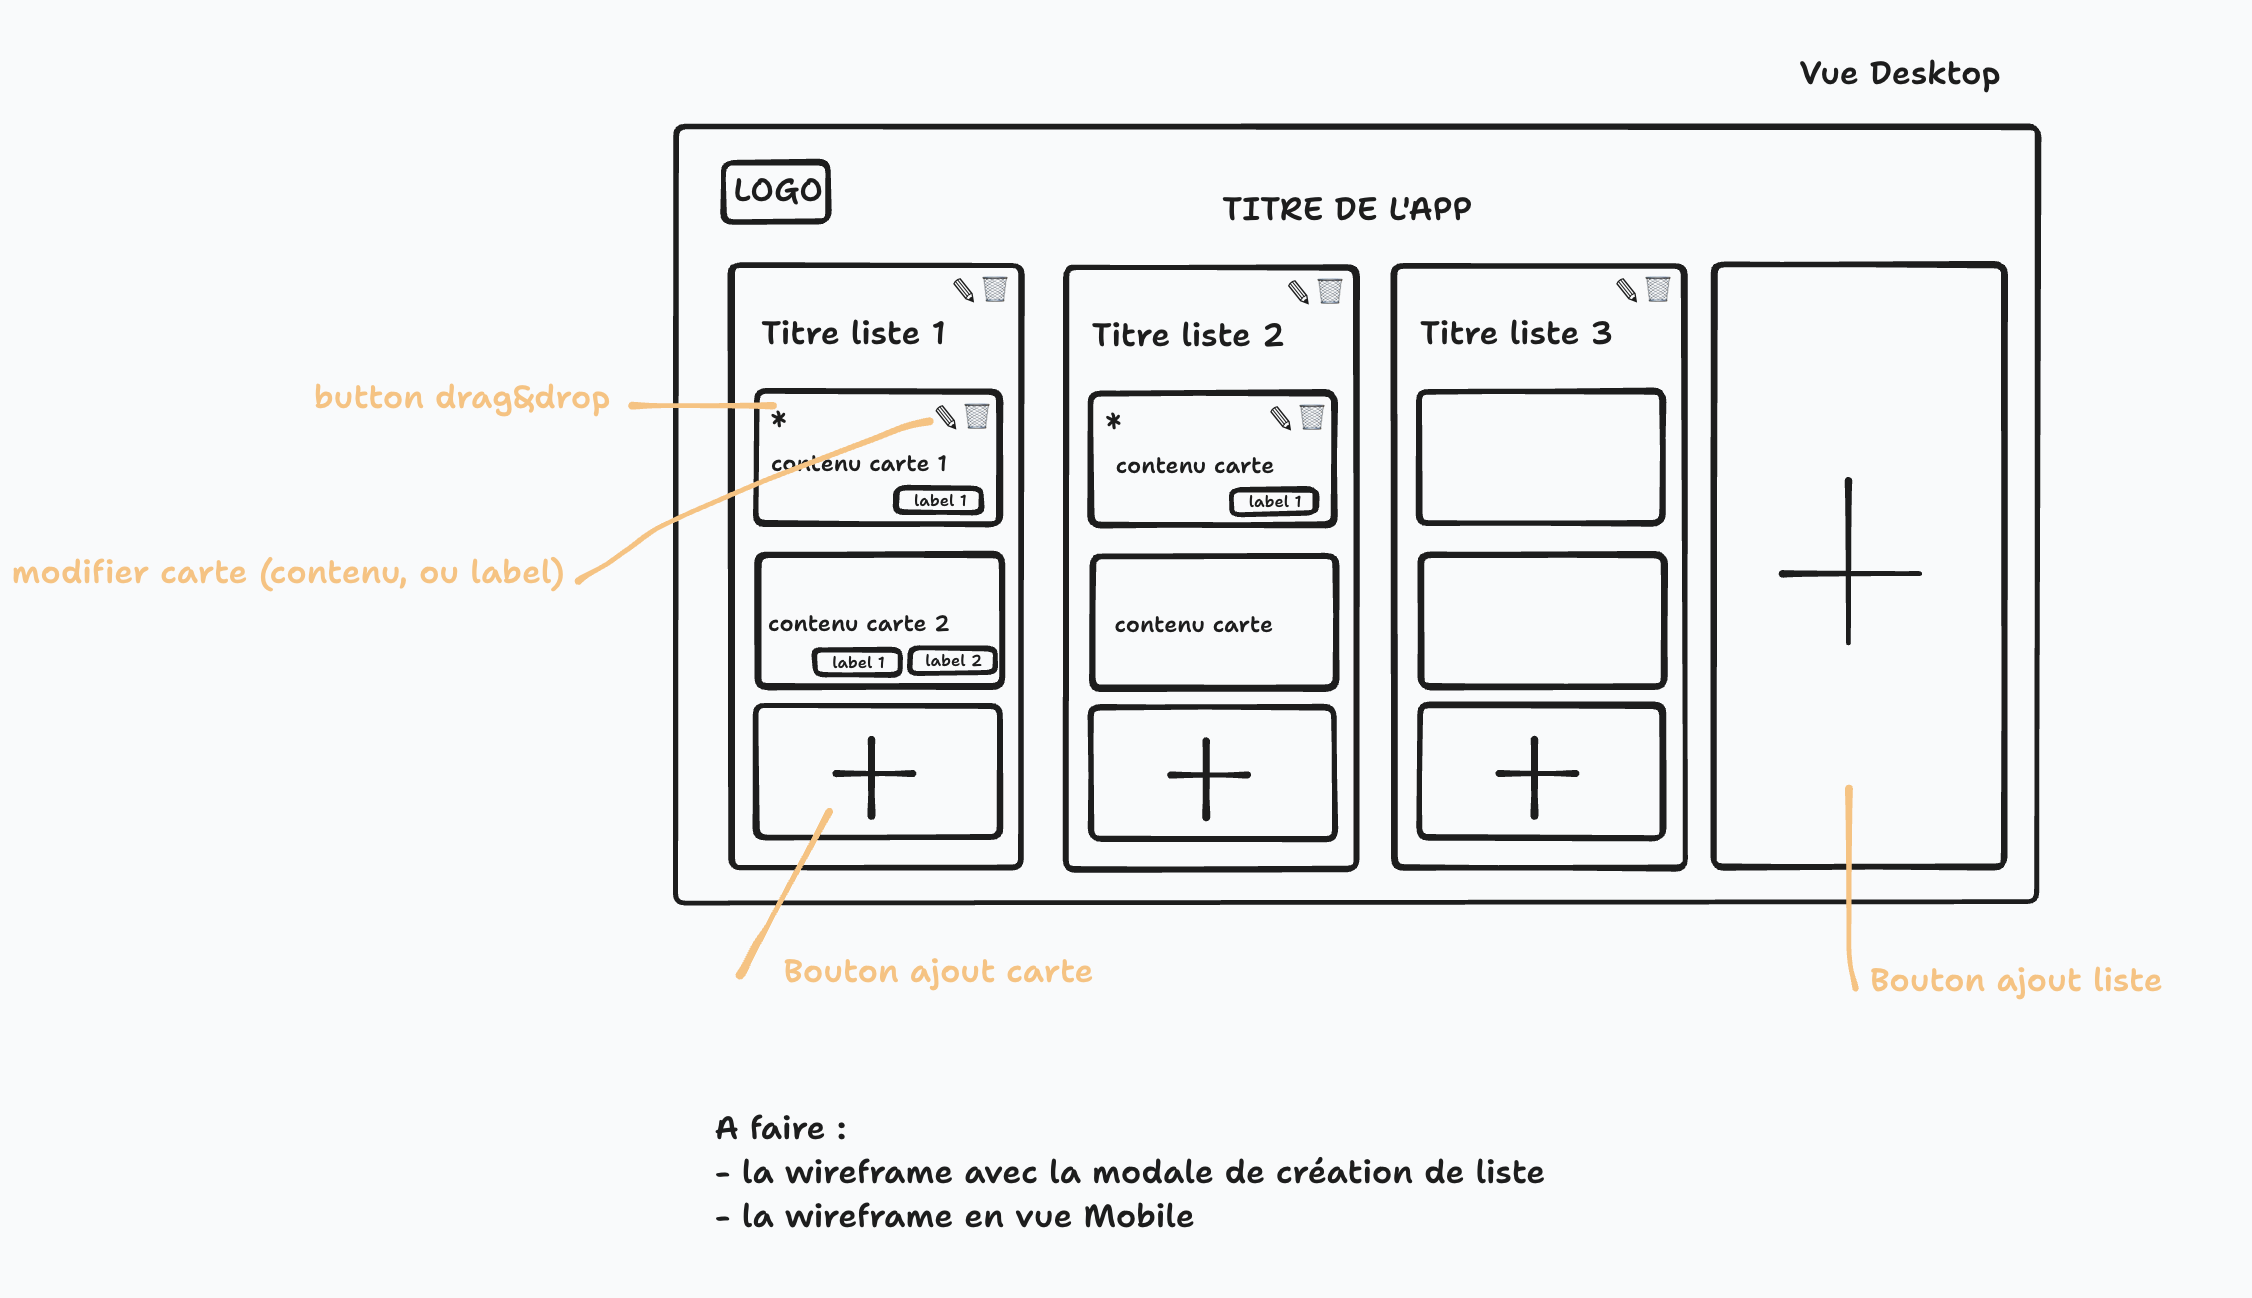 Vue Desktop
LOGO
TITRE DE L'APP
Titre liste 1
Titre liste 2
Titre liste 3
button drag&drop
*
*
contenu carte 1
contenu carte
label 1
label 1
modifier carte (contenu, ou label)
contenu carte 2
contenu carte
label 1
label 2
Bouton ajout carte
Bouton ajout liste
A faire :
- la wireframe avec la modale de création de liste
- la wireframe en vue Mobile